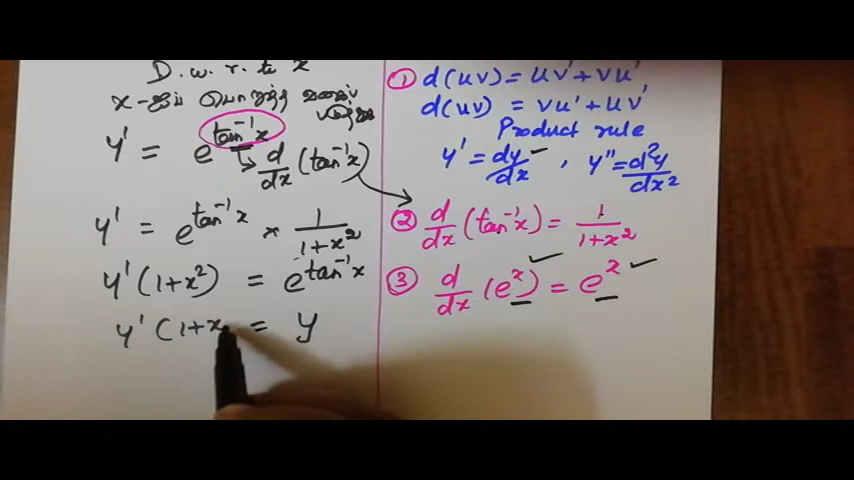 D. w. r. to x
x-ஐப் பொறுத்து வகைப்
y' = e^{tan⁻¹x} d/dx (tan⁻¹x)
y' = e^{tan⁻¹x} × 1/(1+x²)
y'(1+x²) = e^{tan⁻¹x}
y'(1+x = y
① d(uv) = uv' + vu'
d(uv) = vu' + uv'
Product rule
y' = dy/dx , y'' = d²y/dx²
② d/dx (tan⁻¹x) = 1/(1+x²)
③ d/dx (e^x) = e^x